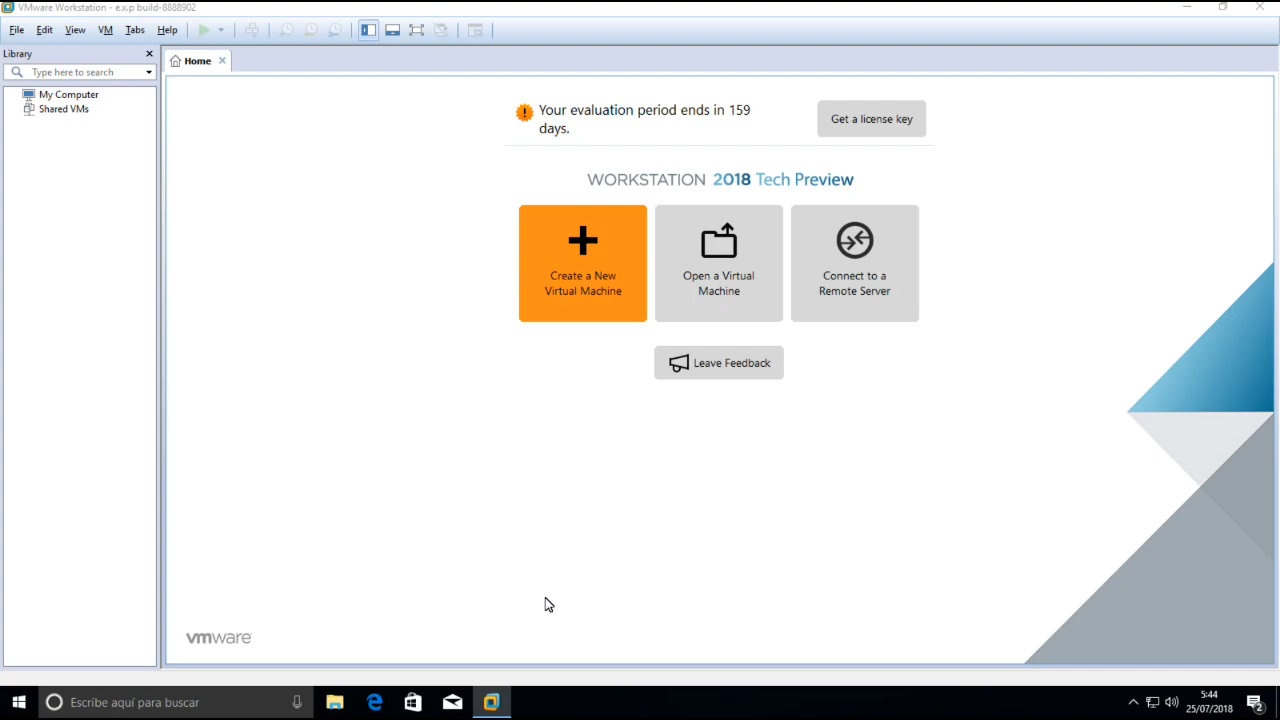 VMware Workstation - e.x.p build-8888902
File Edit View VM Tabs Help
Library
Type here to search
My Computer
Shared VMs
Home
Your evaluation period ends in 159
days.
Get a license key
WORKSTATION 2018 Tech Preview
Create a New
Virtual Machine
Open a Virtual
Machine
Connect to a
Remote Server
Leave Feedback
vmware
Escribe aquí para buscar
5:44
25/07/2018
2